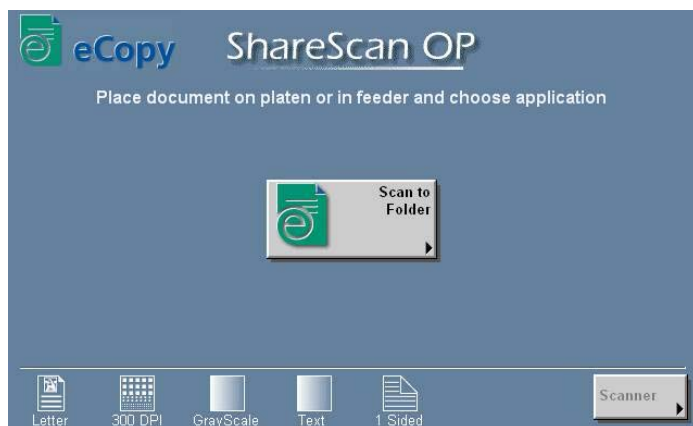 eCopy
ShareScan OP
Place document on platen or in feeder and choose application
Scan to
Folder
Letter
300 DPI
GrayScale
Text
1 Sided
Scanner